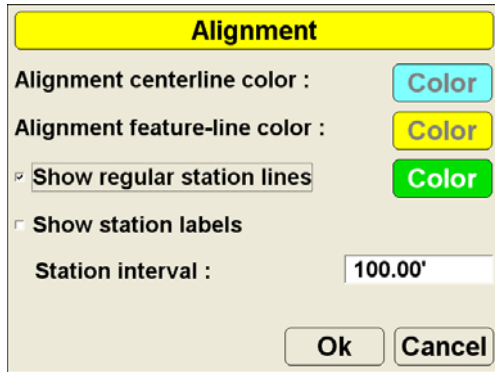 Alignment
Alignment centerline color : Color
Alignment feature-line color : Color
Show regular station lines Color
Show station labels
Station interval : 100.00'
Ok Cancel